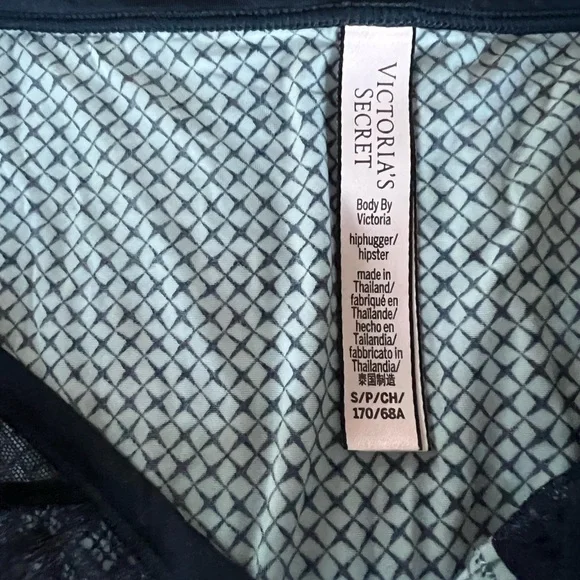 VICTORIA'S
SECRET
Body By
Victoria
hiphugger/
hipster
made in
Thailand/
fabriqué en
Thaïlande/
hecho en
Tailandia/
fabbricato in
Thailandia/
泰国制造
S/P/CH/
170/68A